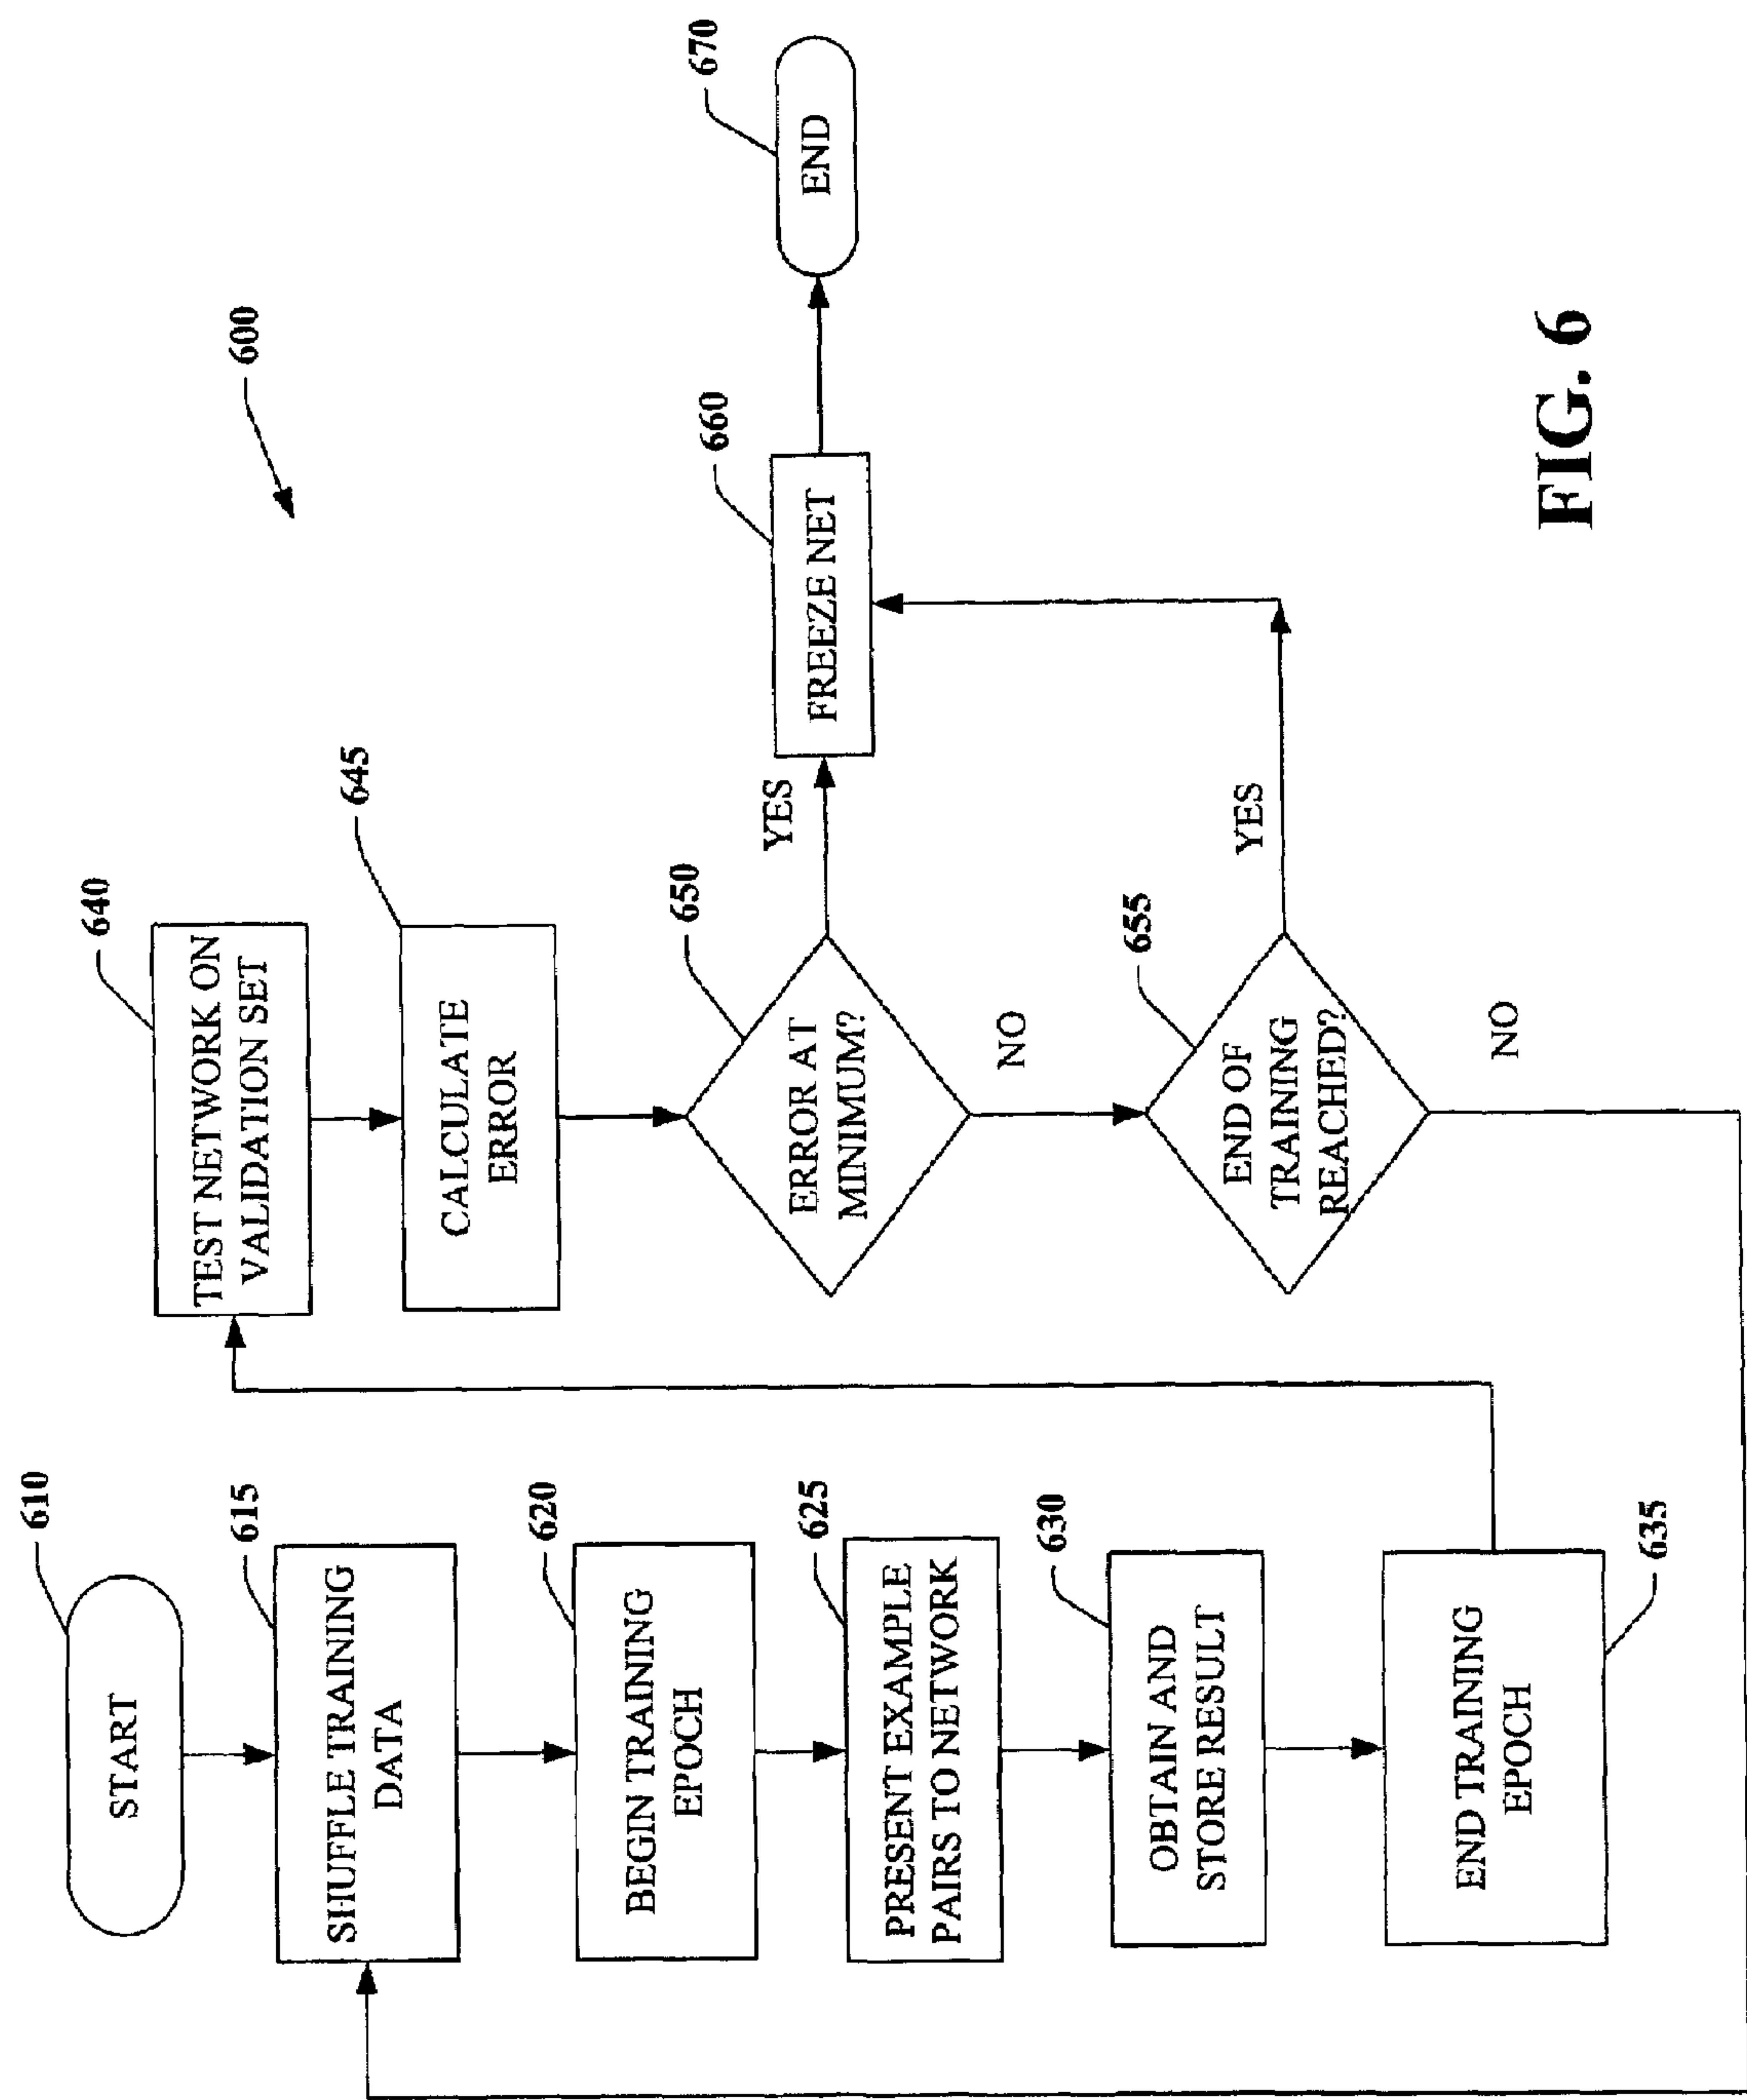 600
610
START
615
SHUFFLE TRAINING
DATA
620
BEGIN TRAINING
EPOCH
625
PRESENT EXAMPLE
PAIRS TO NETWORK
630
OBTAIN AND
STORE RESULT
END TRAINING
EPOCH
635
640
TEST NETWORK ON
VALIDATION SET
645
CALCULATE
ERROR
650
ERROR AT
MINIMUM?
YES
NO
655
END OF
TRAINING
REACHED?
YES
NO
660
FREEZE NET
670
END
FIG. 6